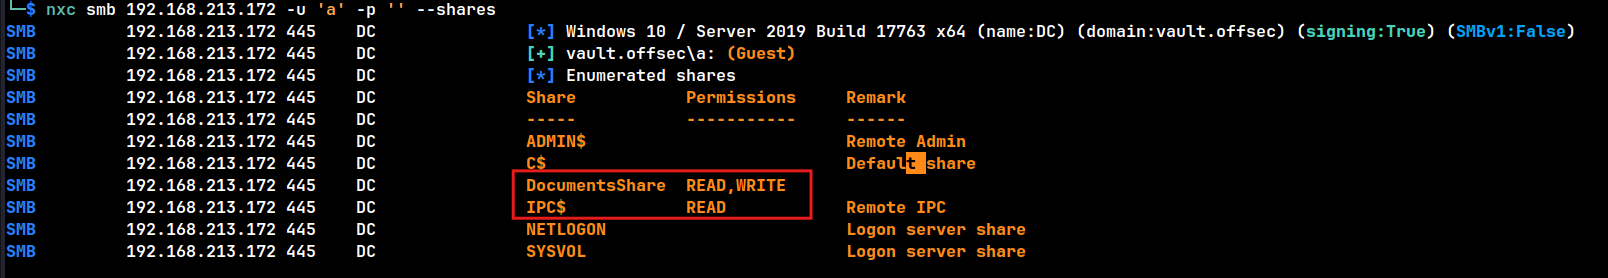 └─$ nxc smb 192.168.213.172 -u 'a' -p '' --shares
SMB 192.168.213.172 445 DC [*] Windows 10 / Server 2019 Build 17763 x64 (name:DC) (domain:vault.offsec) (signing:True) (SMBv1:False)
SMB 192.168.213.172 445 DC [+] vault.offsec\a: (Guest)
SMB 192.168.213.172 445 DC [*] Enumerated shares
SMB 192.168.213.172 445 DC Share Permissions Remark
SMB 192.168.213.172 445 DC ----- ----------- ------
SMB 192.168.213.172 445 DC ADMIN$ Remote Admin
SMB 192.168.213.172 445 DC C$ Default share
SMB 192.168.213.172 445 DC DocumentsShare READ,WRITE
SMB 192.168.213.172 445 DC IPC$ READ Remote IPC
SMB 192.168.213.172 445 DC NETLOGON Logon server share
SMB 192.168.213.172 445 DC SYSVOL Logon server share